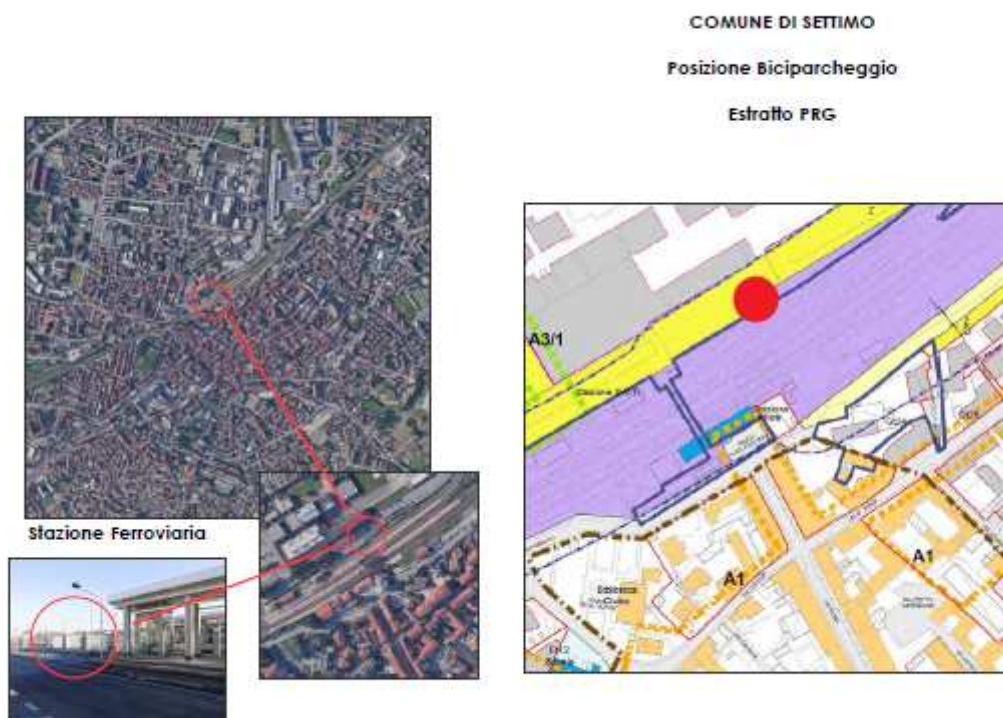 COMUNE DI SETTIMO
Posizione Biciparcheggio
Estratto PRG
Stazione Ferroviaria
A3/1
A1
A1